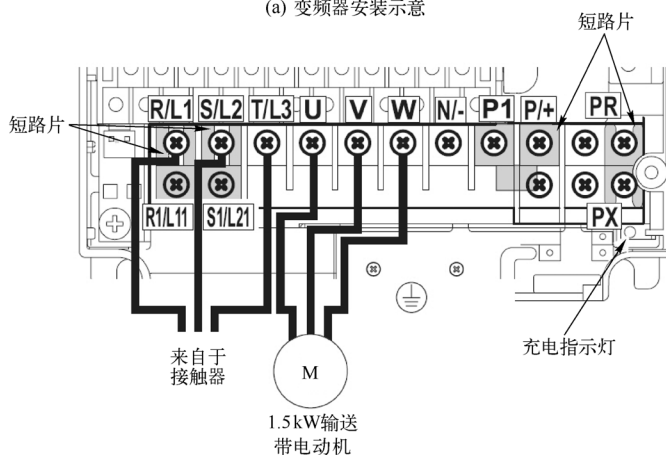 (a) 变频器安装示意
短路片
短路片
R/L1 S/L2 T/L3 U V W N/- P1 P/+ PR
R1/L11 S1/L21 PX
来自于
接触器
M
充电指示灯
1.5kW输送
带电动机